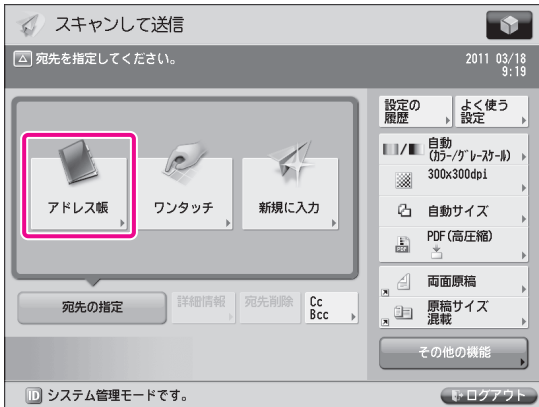 スキャンして送信
宛先を指定してください。
2011 03/18
9:19
アドレス帳
ワンタッチ
新規に入力
宛先の指定
詳細情報
宛先削除
Cc
Bcc
設定の
履歴
よく使う
設定
自動
(カラー/グレースケール)
300x300dpi
自動サイズ
PDF(高圧縮)
両面原稿
原稿サイズ
混載
その他の機能
ID システム管理モードです。
ログアウト